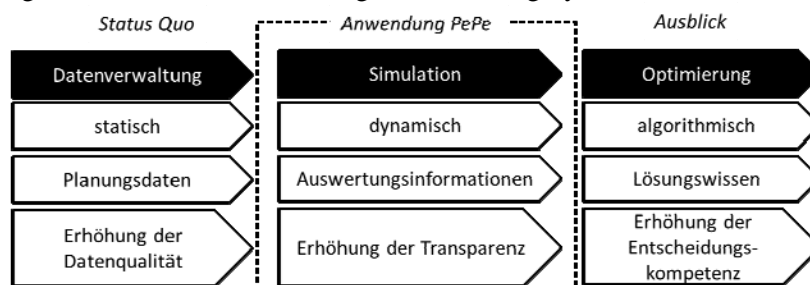 Status Quo
Anwendung PePe
Ausblick
Datenverwaltung
Simulation
Optimierung
statisch
dynamisch
algorithmisch
Planungsdaten
Auswertungsinformationen
Lösungswissen
Erhöhung der
Datenqualität
Erhöhung der Transparenz
Erhöhung der
Entscheidungs-
kompetenz